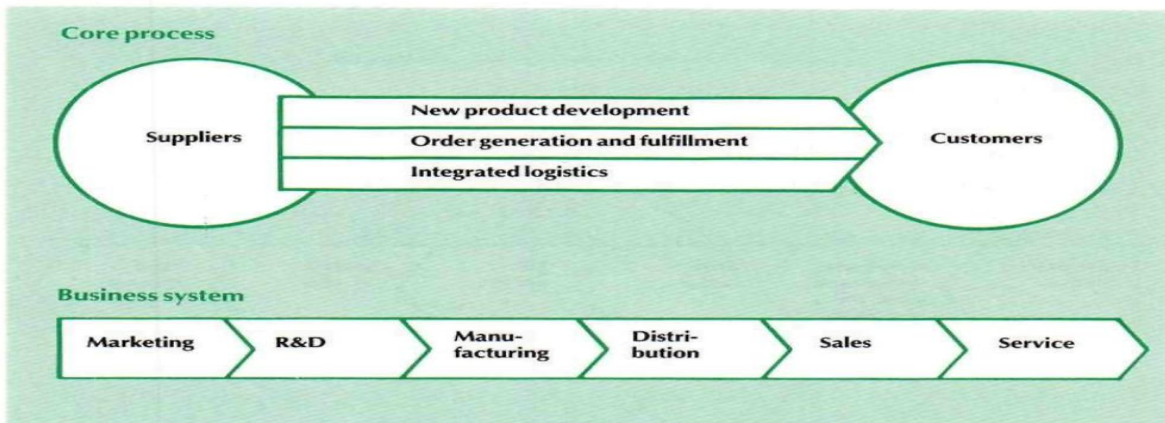 Core process
Suppliers
New product development
Order generation and fulfillment
Integrated logistics
Customers
Business system
Marketing
R&D
Manu-
facturing
Distri-
bution
Sales
Service